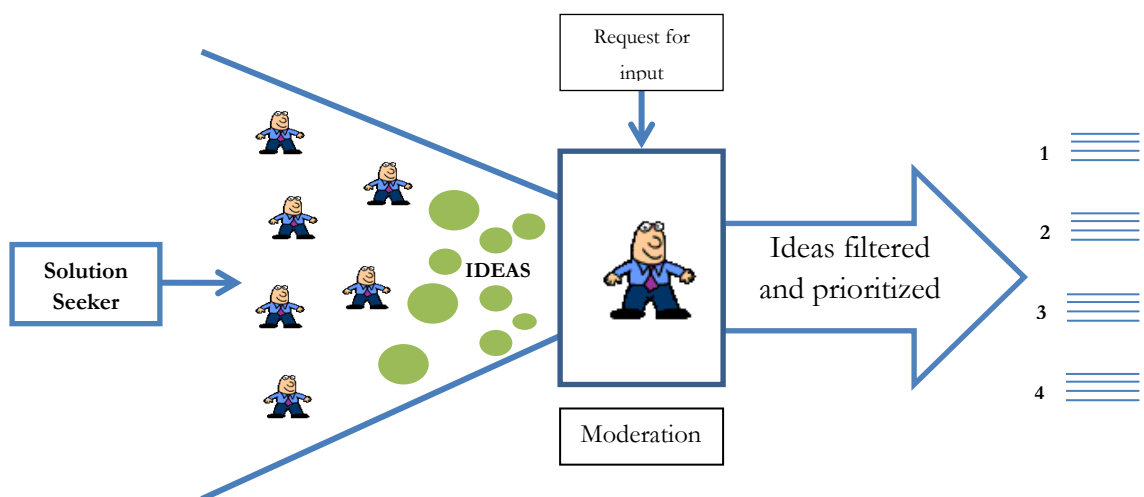 Request for
input
Solution
Seeker
IDEAS
Ideas filtered
and prioritized
Moderation
1
2
3
4